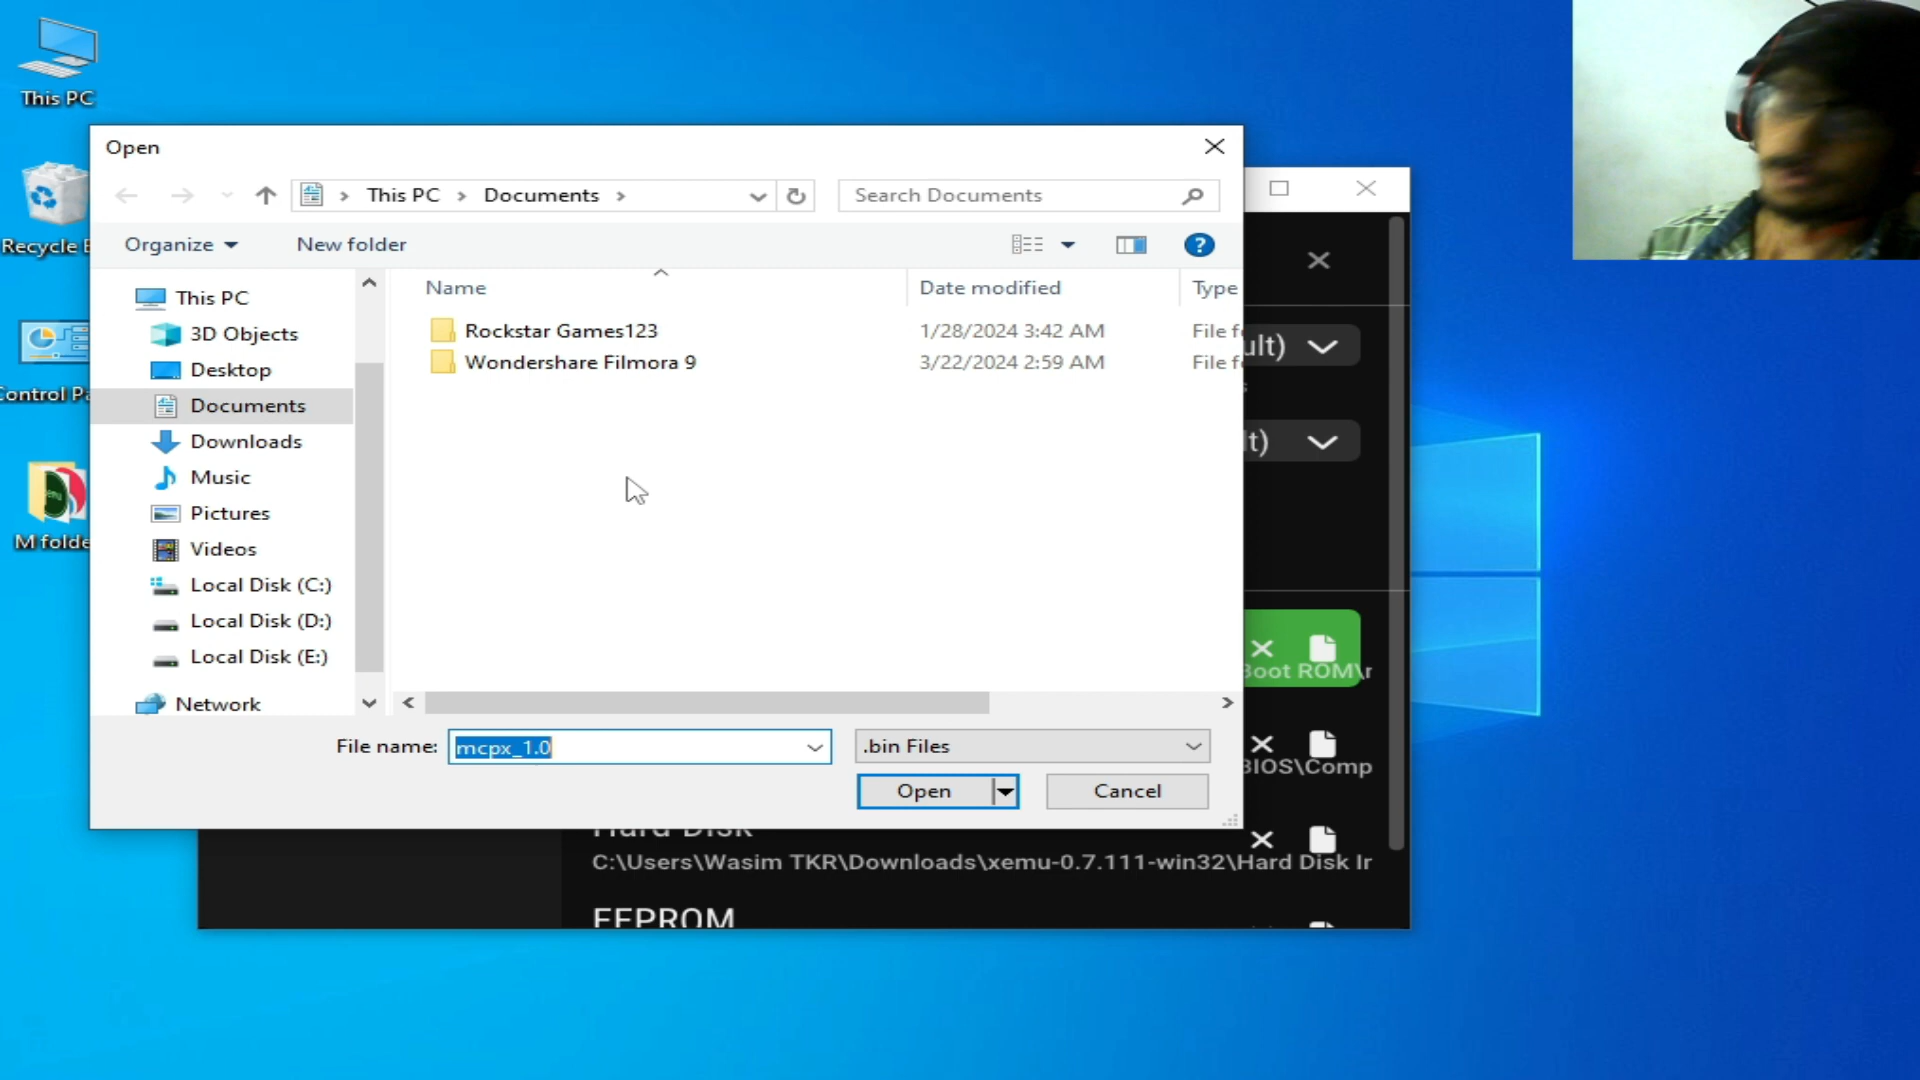 This PC
Recycle B
Control Pa
M folde
Open
This PC
Documents
Search Documents
Organize
New folder
This PC
3D Objects
Desktop
Documents
Downloads
Music
Pictures
Videos
Local Disk (C:)
Local Disk (D:)
Local Disk (E:)
Network
Name
Date modified
Type
Rockstar Games123
1/28/2024 3:42 AM
File f
Wondershare Filmora 9
3/22/2024 2:59 AM
File f
File name:
mcpx_1.0
.bin Files
Open
Cancel
ult)
lt)
Boot ROM\r
BIOS\Comp
Hard Disk
C:\Users\Wasim TKR\Downloads\xemu-0.7.111-win32\Hard Disk Ir
EEPROM